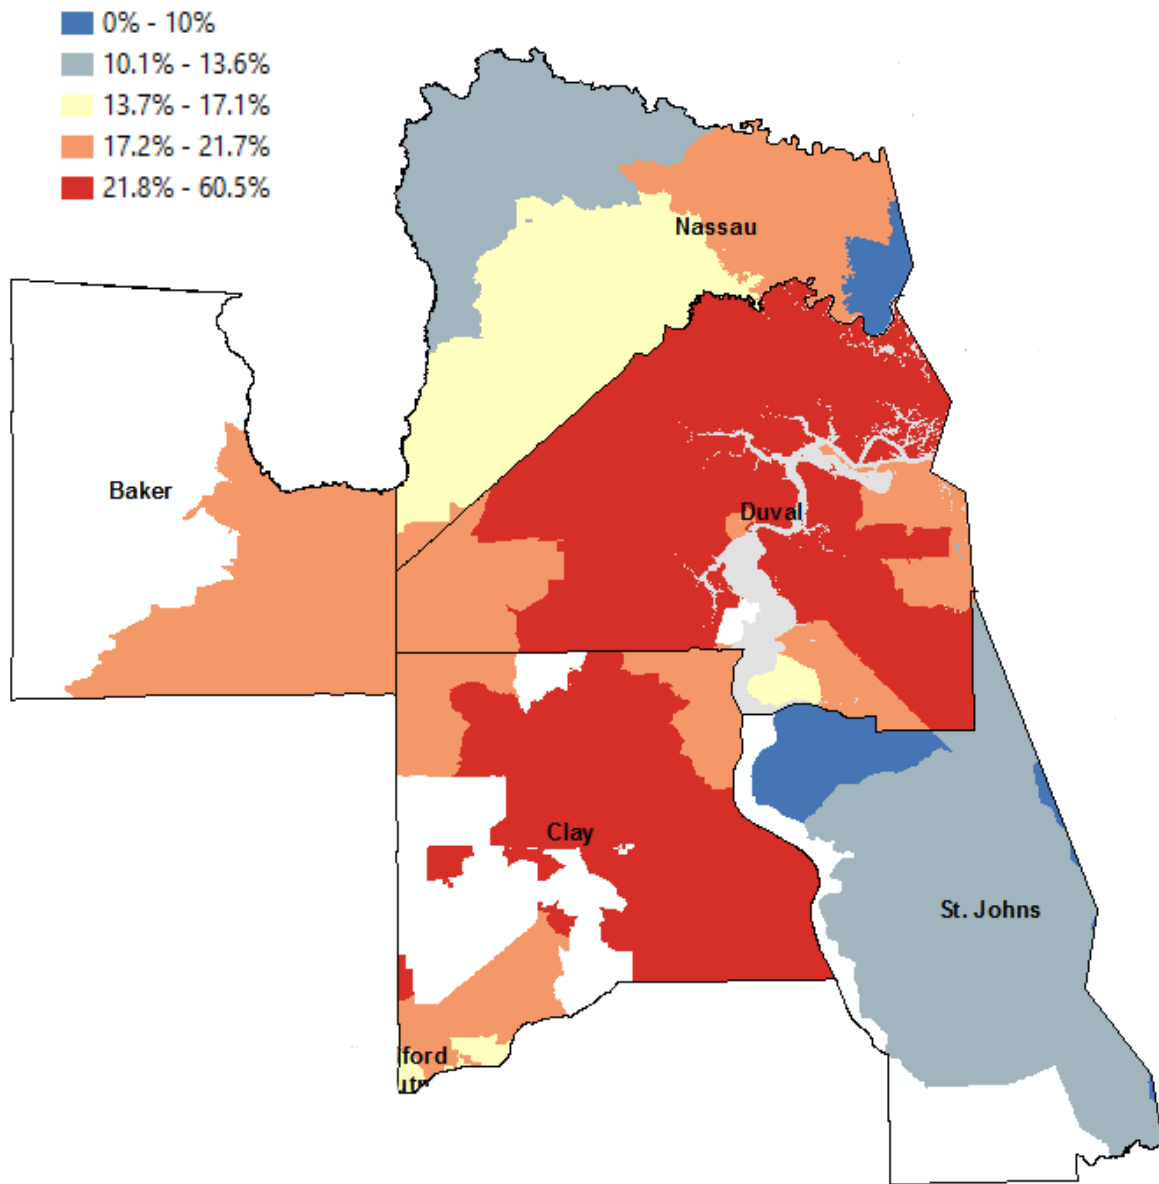 0% - 10%
10.1% - 13.6%
13.7% - 17.1%
17.2% - 21.7%
21.8% - 60.5%
Nassau
Baker
Duval
Clay
St. Johns
lford